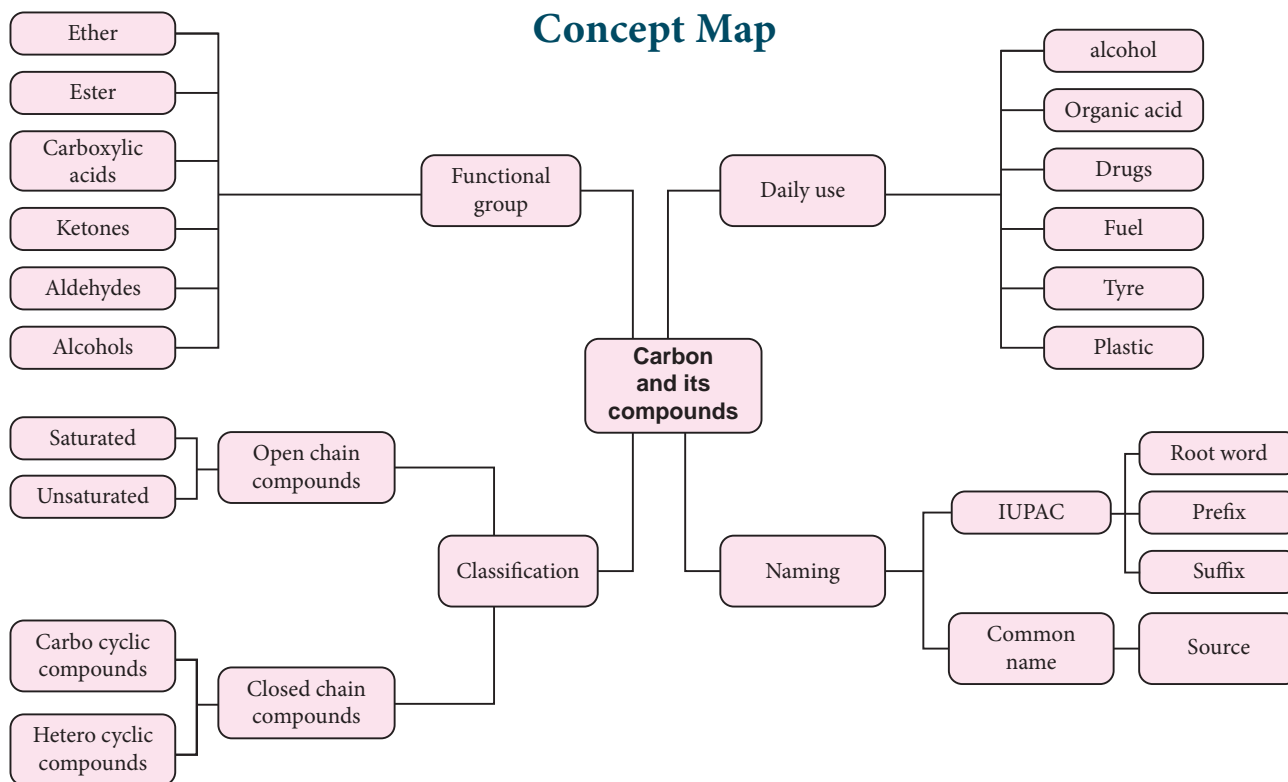 Concept Map
Ether
Ester
Carboxylic
acids
Ketones
Aldehydes
Alcohols
Functional
group
Daily use
alcohol
Organic acid
Drugs
Fuel
Tyre
Plastic
Carbon
and its
compounds
Saturated
Unsaturated
Open chain
compounds
Classification
Carbo cyclic
compounds
Hetero cyclic
compounds
Closed chain
compounds
Naming
IUPAC
Root word
Prefix
Suffix
Common
name
Source